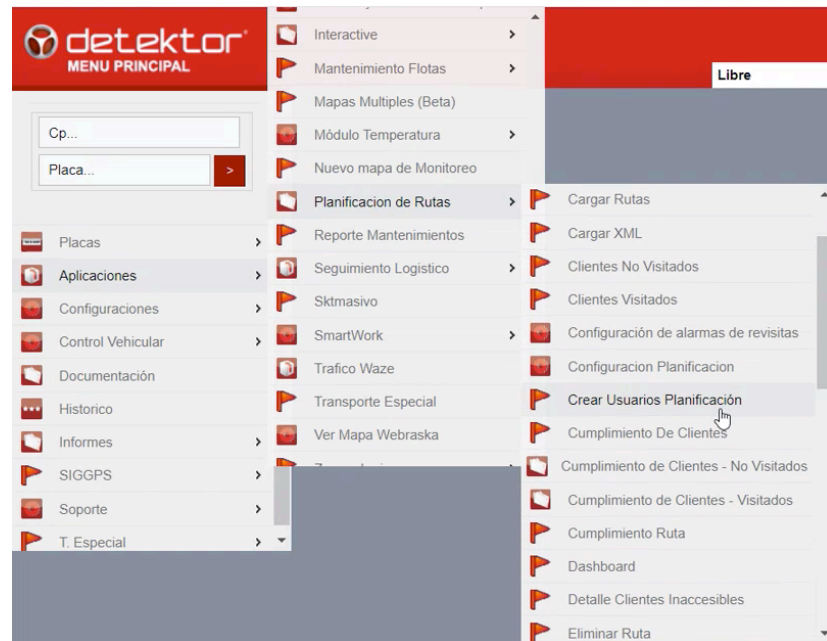 detektor
MENU PRINCIPAL
Cp...
Placa...
>
Placas
Aplicaciones
Configuraciones
Control Vehicular
Documentación
Historico
Informes
SIGGPS
Soporte
T. Especial
Interactive
Mantenimiento Flotas
Mapas Multiples (Beta)
Módulo Temperatura
Nuevo mapa de Monitoreo
Planificacion de Rutas
Reporte Mantenimientos
Seguimiento Logistico
Sktmasivo
SmartWork
Trafico Waze
Transporte Especial
Ver Mapa Webraska
Libre
Cargar Rutas
Cargar XML
Clientes No Visitados
Clientes Visitados
Configuración de alarmas de revisitas
Configuracion Planificacion
Crear Usuarios Planificación
Cumplimiento De Clientes
Cumplimiento de Clientes - No Visitados
Cumplimiento de Clientes - Visitados
Cumplimiento Ruta
Dashboard
Detalle Clientes Inaccesibles
Eliminar Ruta